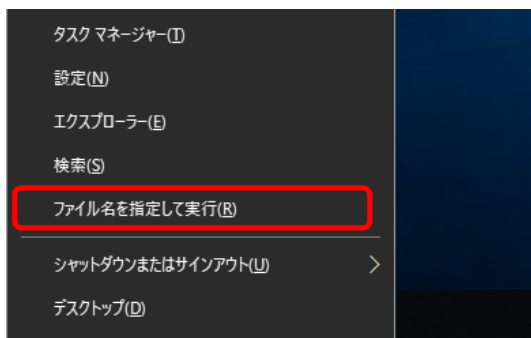 タスク マネージャー(T)
設定(N)
エクスプローラー(E)
検索(S)
ファイル名を指定して実行(R)
シャットダウンまたはサインアウト(U)
デスクトップ(D)